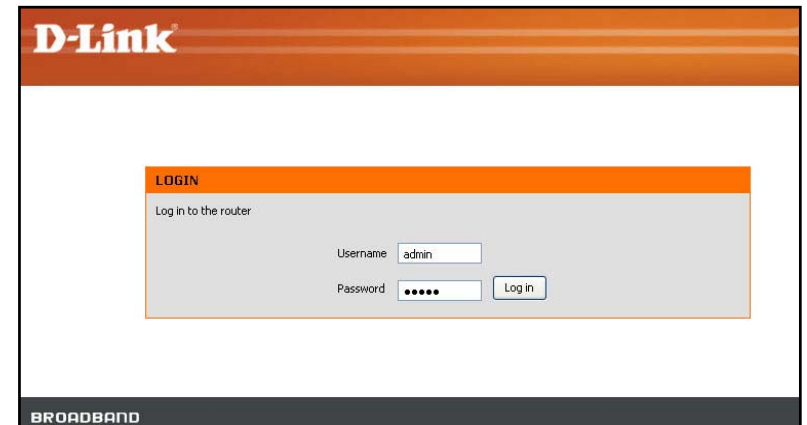 D-Link
LOGIN
Log in to the router
Username admin
Password ●●●●● Log in
BROADBAND